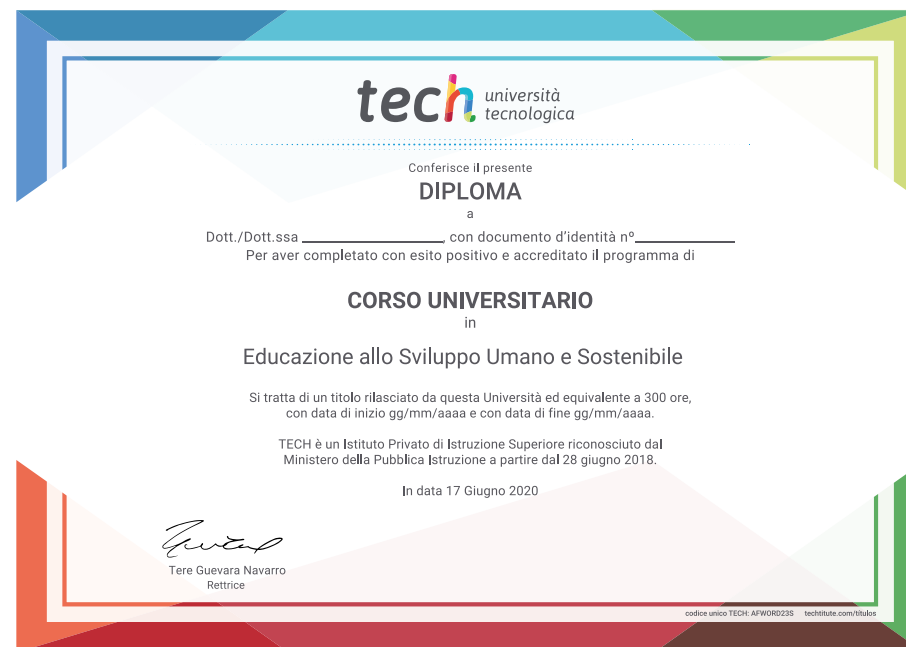 tech università
tecnologica
Conferisce il presente
DIPLOMA
a
Dott./Dott.ssa ____________________, con documento d'identità nº______________
Per aver completato con esito positivo e accreditato il programma di
CORSO UNIVERSITARIO
in
Educazione allo Sviluppo Umano e Sostenibile
Si tratta di un titolo rilasciato da questa Università ed equivalente a 300 ore,
con data di inizio gg/mm/aaaa e con data di fine gg/mm/aaaa.
TECH è un Istituto Privato di Istruzione Superiore riconosciuto dal
Ministero della Pubblica Istruzione a partire dal 28 giugno 2018.
In data 17 Giugno 2020
Tere Guevara Navarro
Rettrice
codice unico TECH: AFWORD23S techtitute.com/titulos